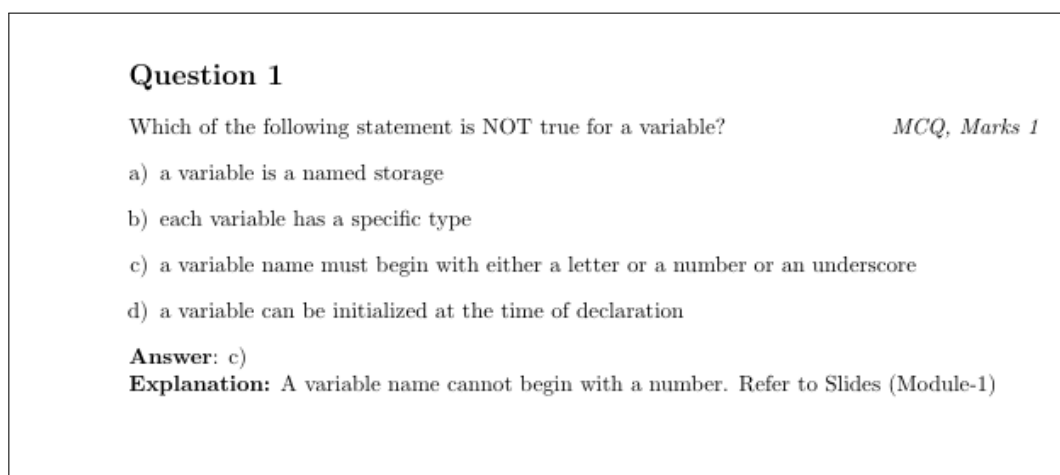 Question 1
Which of the following statement is NOT true for a variable? MCQ, Marks 1
a) a variable is a named storage
b) each variable has a specific type
c) a variable name must begin with either a letter or a number or an underscore
d) a variable can be initialized at the time of declaration
Answer: c)
Explanation: A variable name cannot begin with a number. Refer to Slides (Module-1)